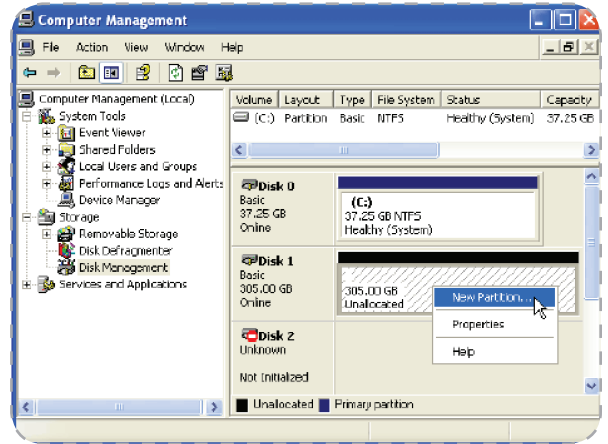 Computer Management
File Action View Window Help
Computer Management (Local)
System Tools
Event Viewer
Shared Folders
Local Users and Groups
Performance Logs and Alerts
Device Manager
Storage
Removable Storage
Disk Defragmenter
Disk Management
Services and Applications
Volume Layout Type File System Status Capacity
(C:) Partition Basic NTFS Healthy (System) 37.25 GB
Disk 0
Basic
37.25 GB
Online
(C:)
37.25 GB NTFS
Healthy (System)
Disk 1
Basic
305.00 GB
Online
305.00 GB
Unallocated
New Partition...
Properties
Help
Disk 2
Unknown
Not Initialized
Unallocated Primary partition